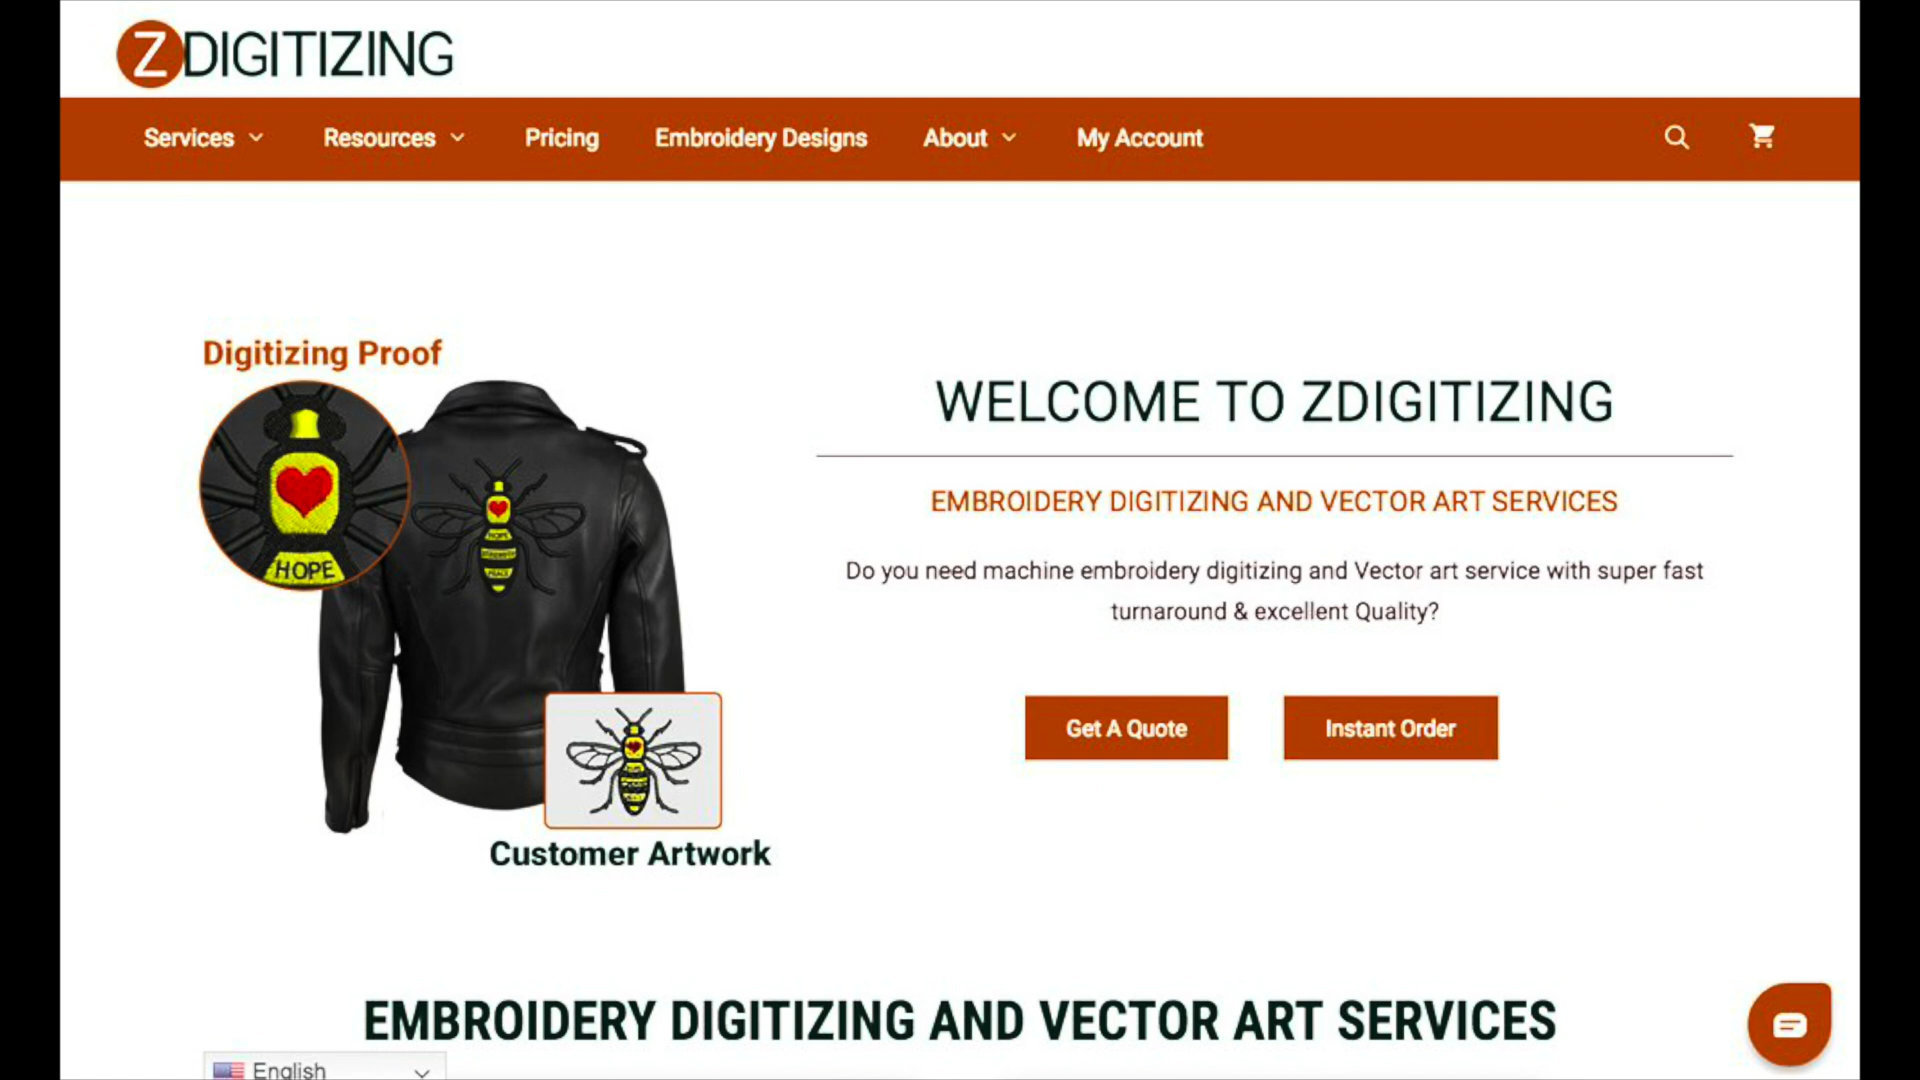 ZDIGITIZING
Services Resources Pricing Embroidery Designs About My Account
Digitizing Proof
HOPE
HOPE
WELCOME TO ZDIGITIZING
EMBROIDERY DIGITIZING AND VECTOR ART SERVICES
Do you need machine embroidery digitizing and Vector art service with super fast
turnaround & excellent Quality?
Get A Quote Instant Order
Customer Artwork
EMBROIDERY DIGITIZING AND VECTOR ART SERVICES
English